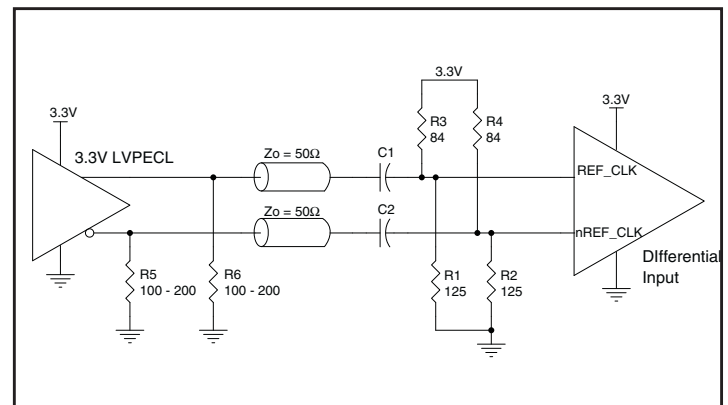 3.3V
3.3V LVPECL
Zo = 50Ω
C1
3.3V
R3
84
R4
84
3.3V
REF_CLK
Zo = 50Ω
C2
nREF_CLK
DIfferential
Input
R5
100 - 200
R6
100 - 200
R1
125
R2
125